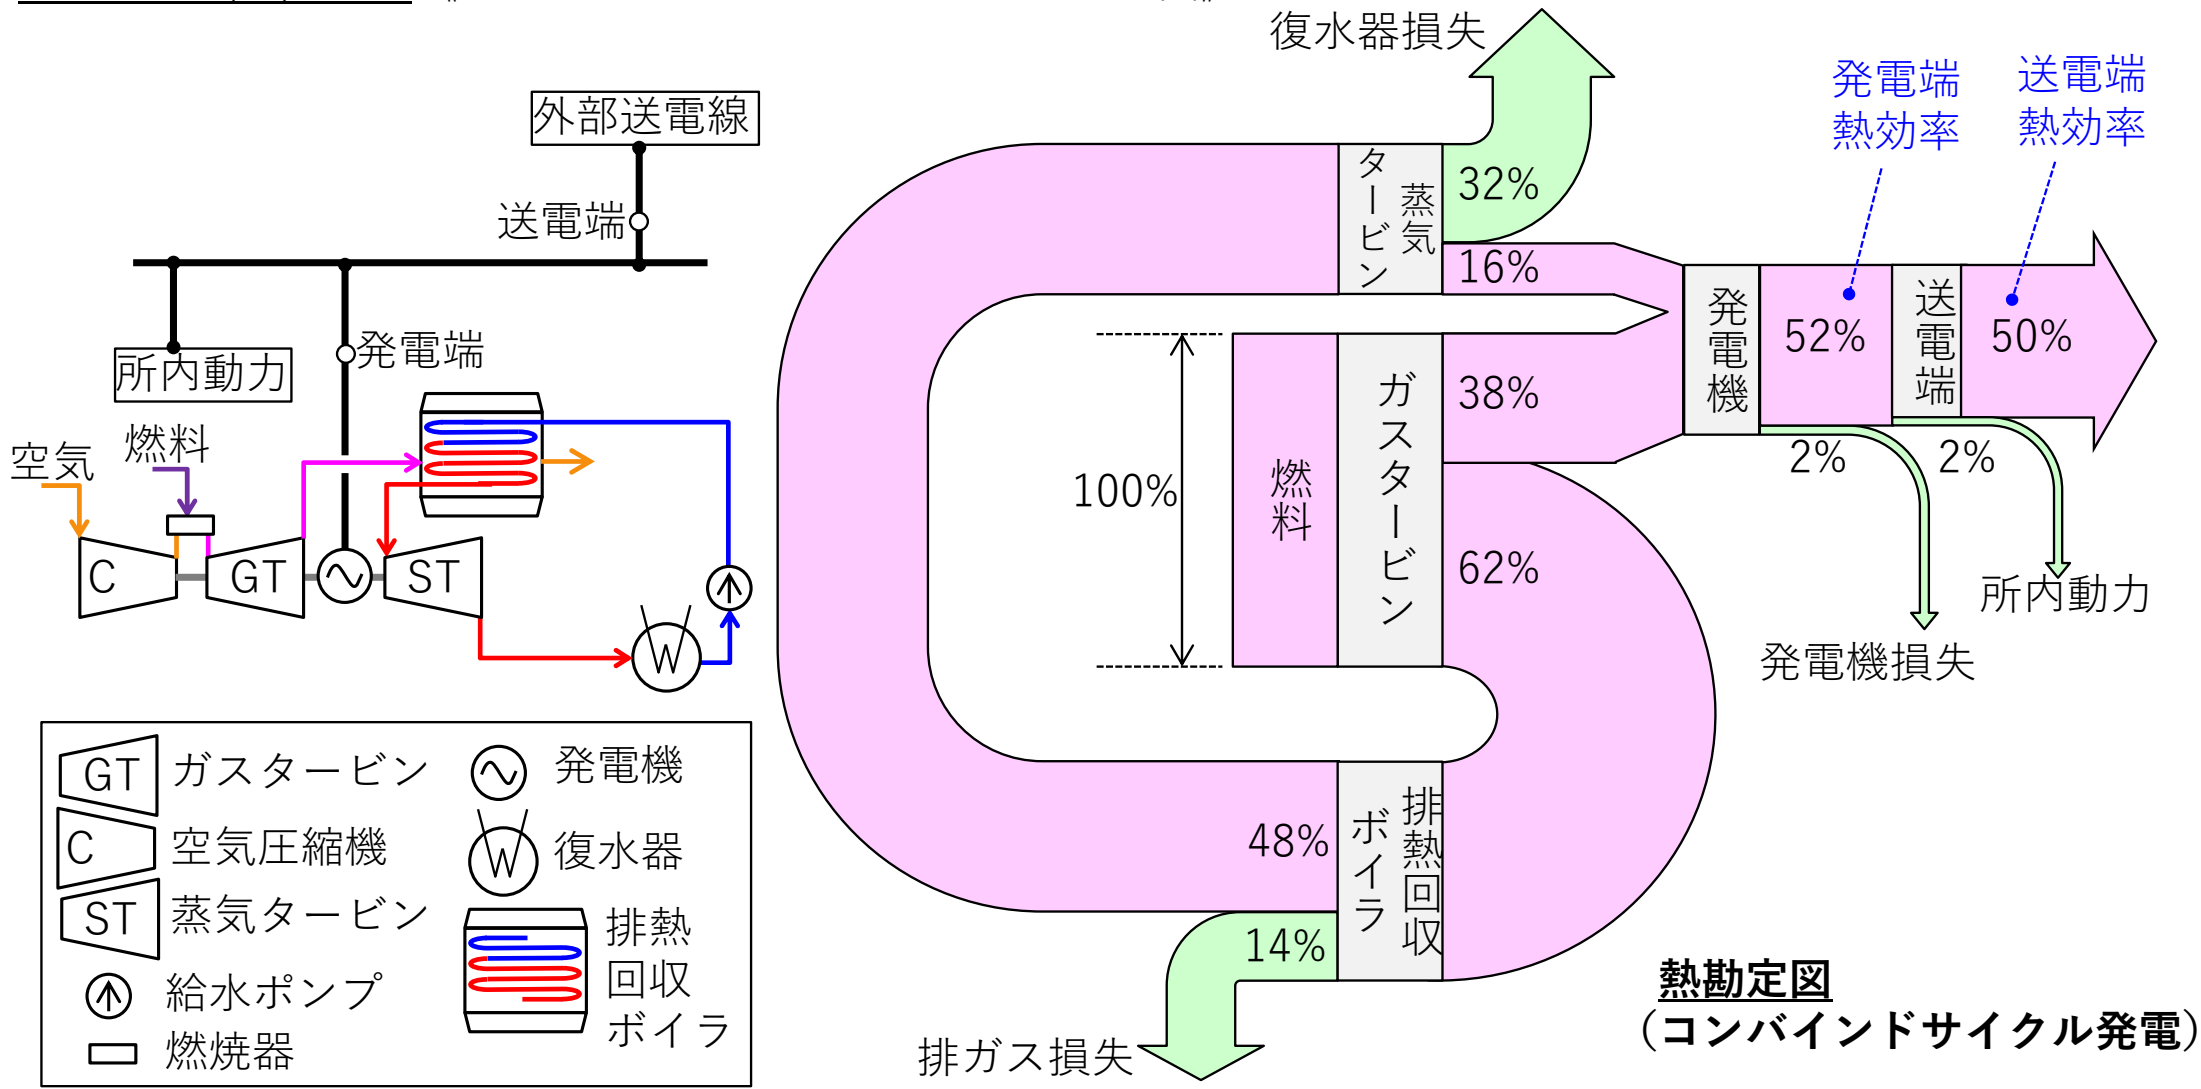 外部送電線
送電端
所内動力
発電端
空気
燃料
C
GT
ST
W
GT
ガスタービン
発電機
C
空気圧縮機
W
復水器
ST
蒸気タービン
給水ポンプ
燃焼器
排熱
回収
ボイラ
復水器損失
蒸気
タービン
32%
16%
100%
燃料
ガスタービン
38%
62%
48%
排熱回収
ボイラ
14%
排ガス損失
発電機
52%
送電端
50%
2%
2%
発電端
熱効率
送電端
熱効率
所内動力
発電機損失
熱勘定図
(コンバインドサイクル発電)